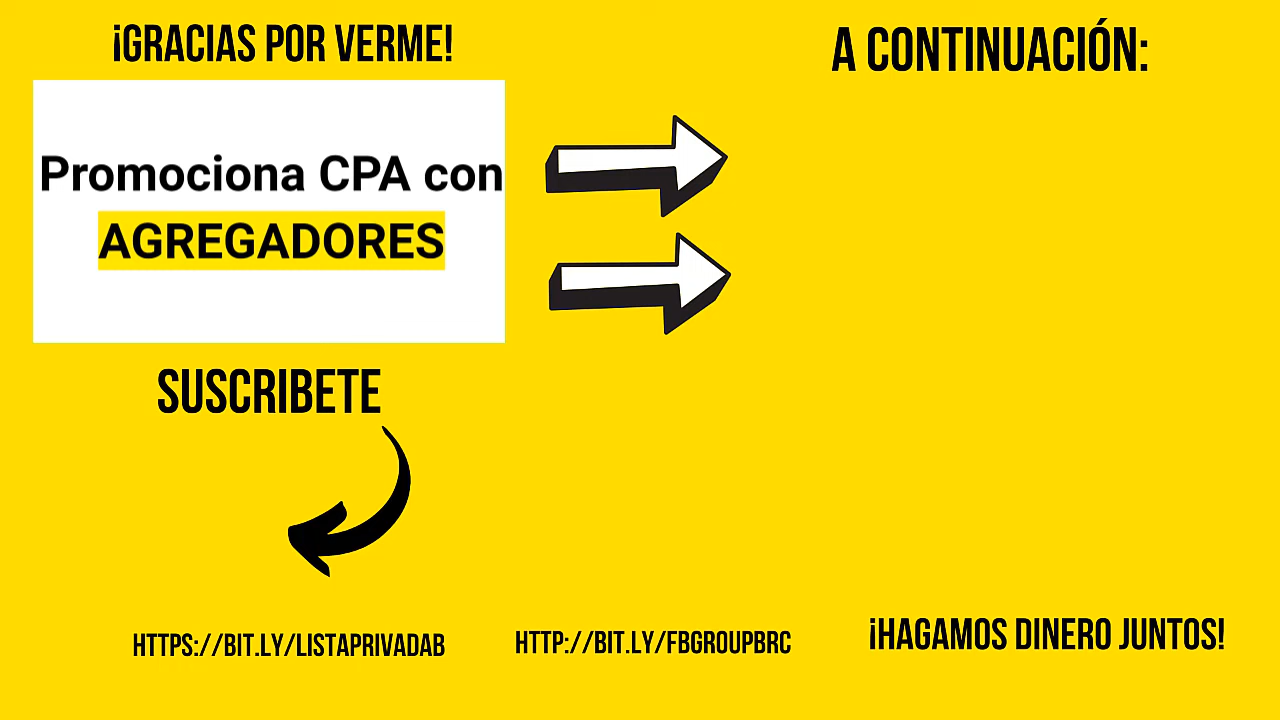 ¡GRACIAS POR VERME!
A CONTINUACIÓN:
Promociona CPA con
AGREGADORES
SUSCRIBETE
HTTPS://BIT.LY/LISTAPRIVADAB
HTTP://BIT.LY/FBGROUPBRC
¡HAGAMOS DINERO JUNTOS!